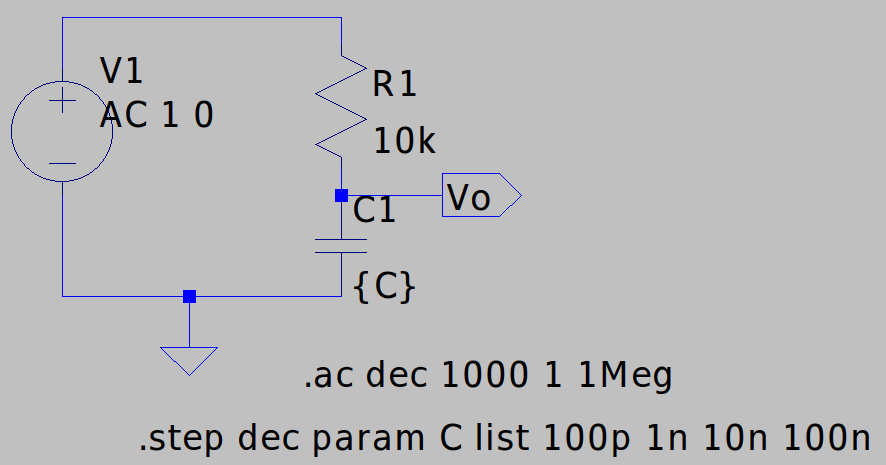 V1
AC 1 0
R1
10k
C1
Vo
{C}
.ac dec 1000 1 1Meg
.step dec param C list 100p 1n 10n 100n